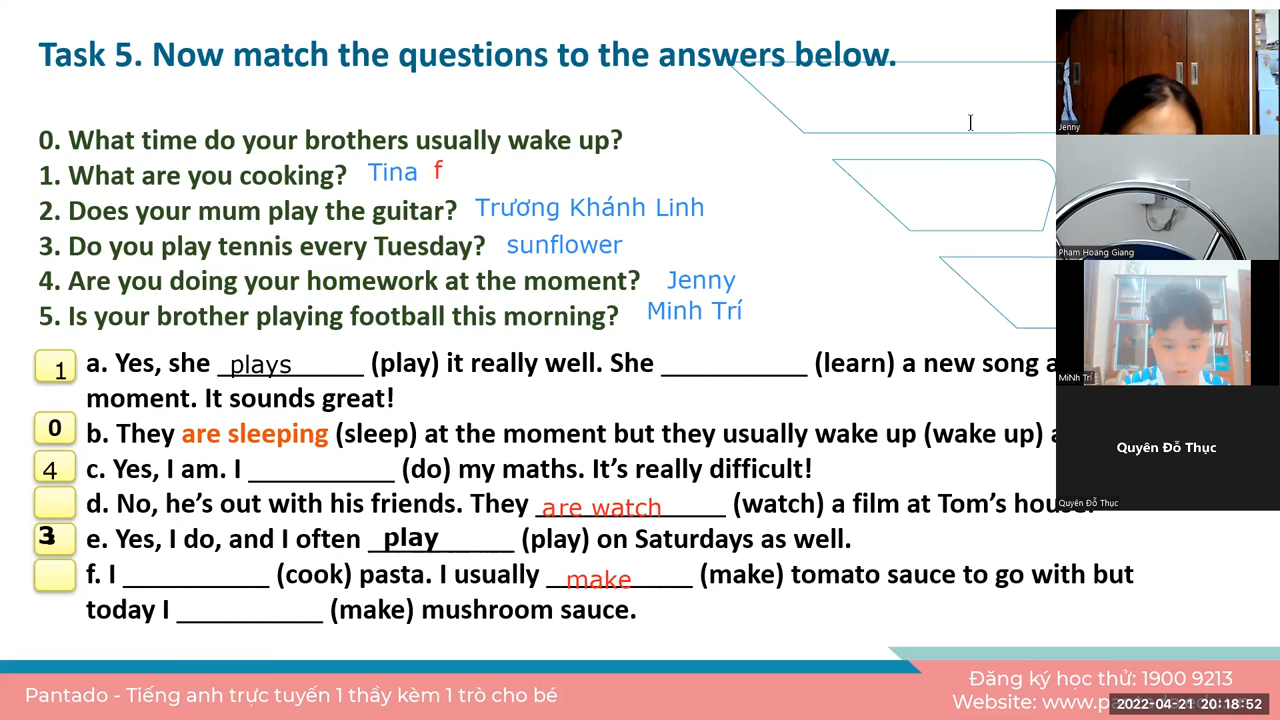 Task 5. Now match the questions to the answers below.
0. What time do your brothers usually wake up?
1. What are you cooking? Tina f
2. Does your mum play the guitar? Trương Khánh Linh
3. Do you play tennis every Tuesday? sunflower
4. Are you doing your homework at the moment? Jenny
5. Is your brother playing football this morning? Minh Trí
1 a. Yes, she plays (play) it really well. She __________ (learn) a new song
moment. It sounds great!
0 b. They are sleeping (sleep) at the moment but they usually wake up (wake up)
4 c. Yes, I am. I __________ (do) my maths. It's really difficult!
d. No, he's out with his friends. They are watch (watch) a film at Tom's house.
3 e. Yes, I do, and I often play (play) on Saturdays as well.
f. I __________ (cook) pasta. I usually make (make) tomato sauce to go with but
today I __________ (make) mushroom sauce.
Jenny
Phạm Hoang Giang
MiNh Trí
Quyên Đỗ Thục
Quyên Đỗ Thục
Pantado - Tiếng anh trực tuyến 1 thầy kèm 1 trò cho bé
Đăng ký học thử: 1900 9213
Website:
2022-04-21 20:18:52